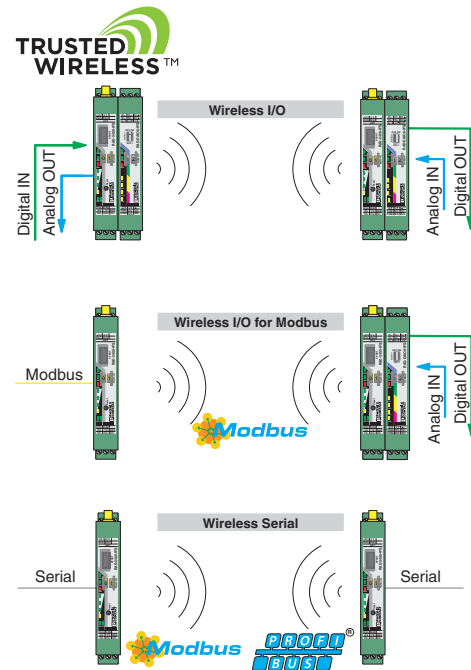 TRUSTED
WIRELESS™
Wireless I/O
Digital IN
Analog OUT
Analog IN
Digital OUT
Wireless I/O for Modbus
Modbus
Modbus
Analog IN
Digital OUT
Wireless Serial
Serial
Serial
Modbus
PROFI®
BUS